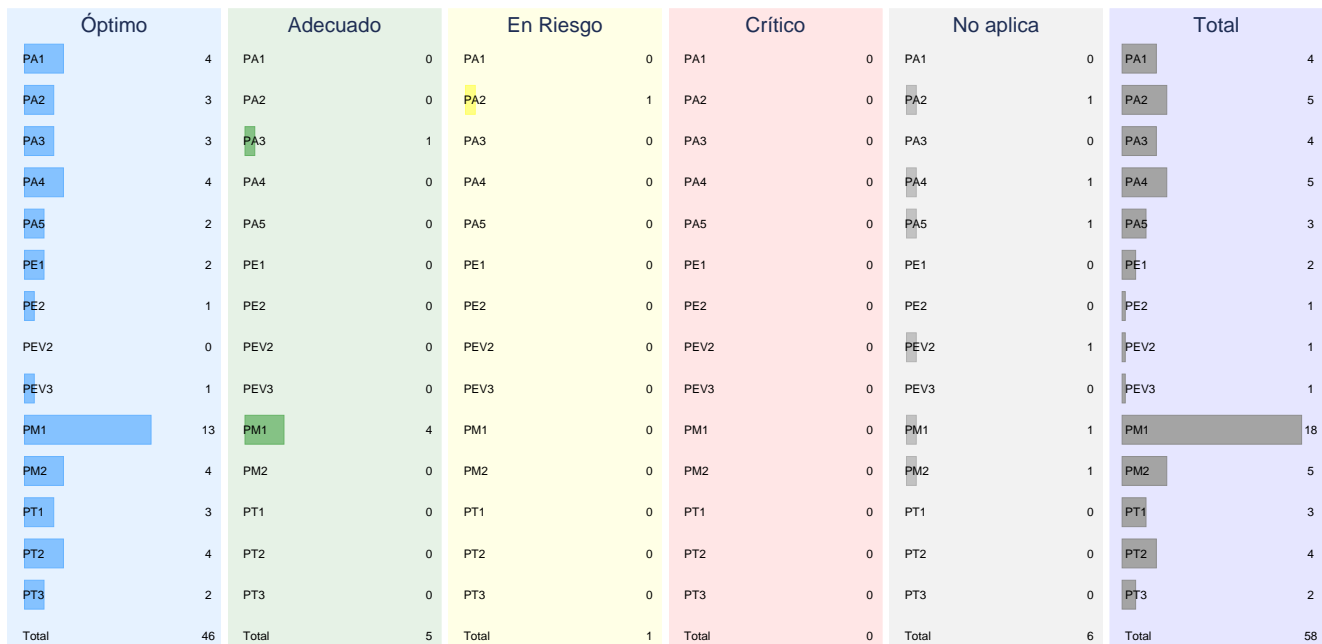 Óptimo Adecuado En Riesgo Crítico No aplica Total
PA1 4 PA1 0 PA1 0 PA1 0 PA1 0 PA1 4
PA2 3 PA2 0 PA2 1 PA2 0 PA2 1 PA2 5
PA3 3 PA3 1 PA3 0 PA3 0 PA3 0 PA3 4
PA4 4 PA4 0 PA4 0 PA4 0 PA4 1 PA4 5
PA5 2 PA5 0 PA5 0 PA5 0 PA5 1 PA5 3
PE1 2 PE1 0 PE1 0 PE1 0 PE1 0 PE1 2
PE2 1 PE2 0 PE2 0 PE2 0 PE2 0 PE2 1
PEV2 0 PEV2 0 PEV2 0 PEV2 0 PEV2 1 PEV2 1
PEV3 1 PEV3 0 PEV3 0 PEV3 0 PEV3 0 PEV3 1
PM1 13 PM1 4 PM1 0 PM1 0 PM1 1 PM1 18
PM2 4 PM2 0 PM2 0 PM2 0 PM2 1 PM2 5
PT1 3 PT1 0 PT1 0 PT1 0 PT1 0 PT1 3
PT2 4 PT2 0 PT2 0 PT2 0 PT2 0 PT2 4
PT3 2 PT3 0 PT3 0 PT3 0 PT3 0 PT3 2
Total 46 Total 5 Total 1 Total 0 Total 6 Total 58